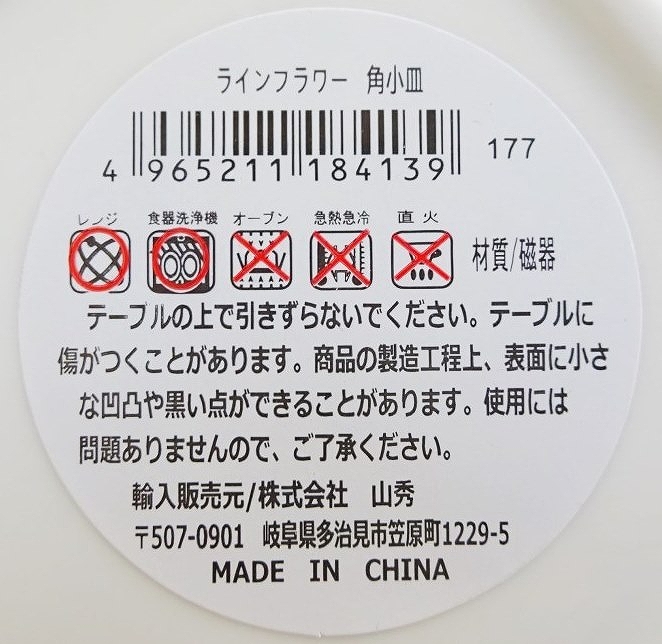 ラインフラワー 角小皿
4 965211 184139 177
レンジ 食器洗浄機 オーブン 急熱急冷 直火
材質/磁器
テーブルの上で引きずらないでください。テーブルに
傷がつくことがあります。商品の製造工程上、表面に小さ
な凹凸や黒い点ができることがあります。使用には
問題ありませんので、ご了承ください。
輸入販売元/株式会社 山秀
〒507-0901 岐阜県多治見市笠原町1229-5
MADE IN CHINA